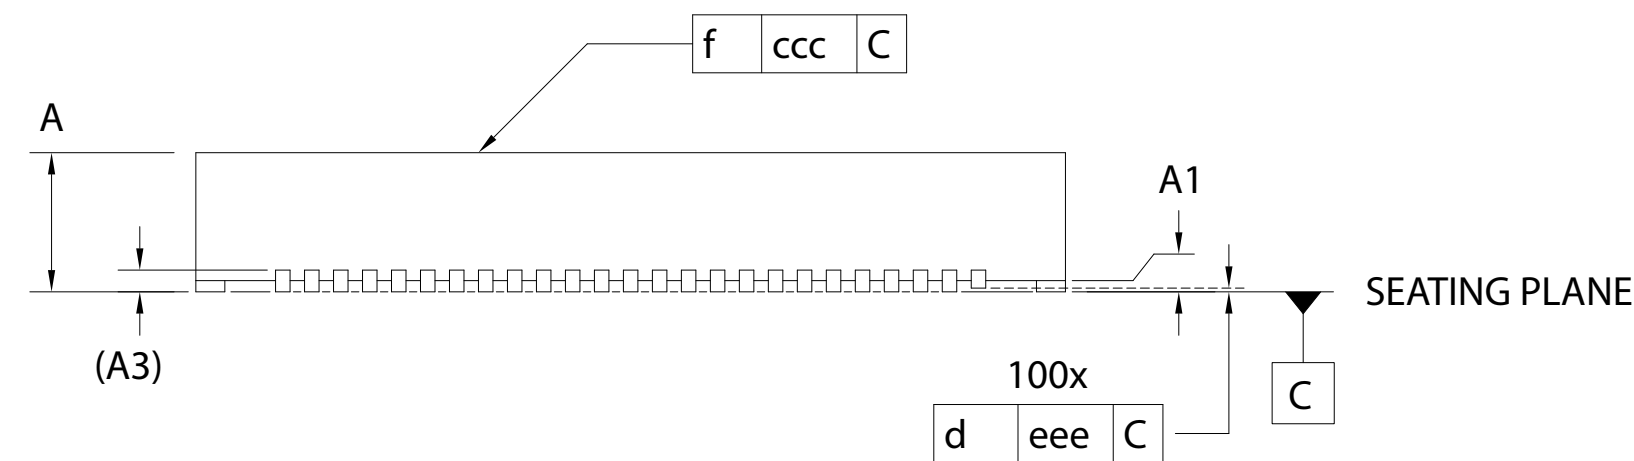 f ccc C
A
A1
SEATING PLANE
(A3)
100x
C
d eee C